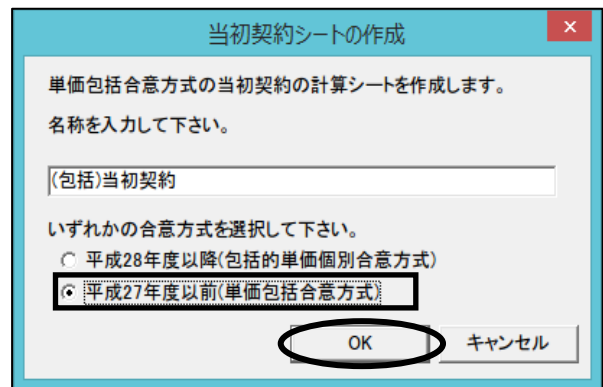 当初契約シートの作成
×
単価包括合意方式の当初契約の計算シートを作成します。
名称を入力して下さい。
(包括)当初契約
いずれかの合意方式を選択して下さい。
平成28年度以降(包括的単価個別合意方式)
平成27年度以前(単価包括合意方式)
OK キャンセル